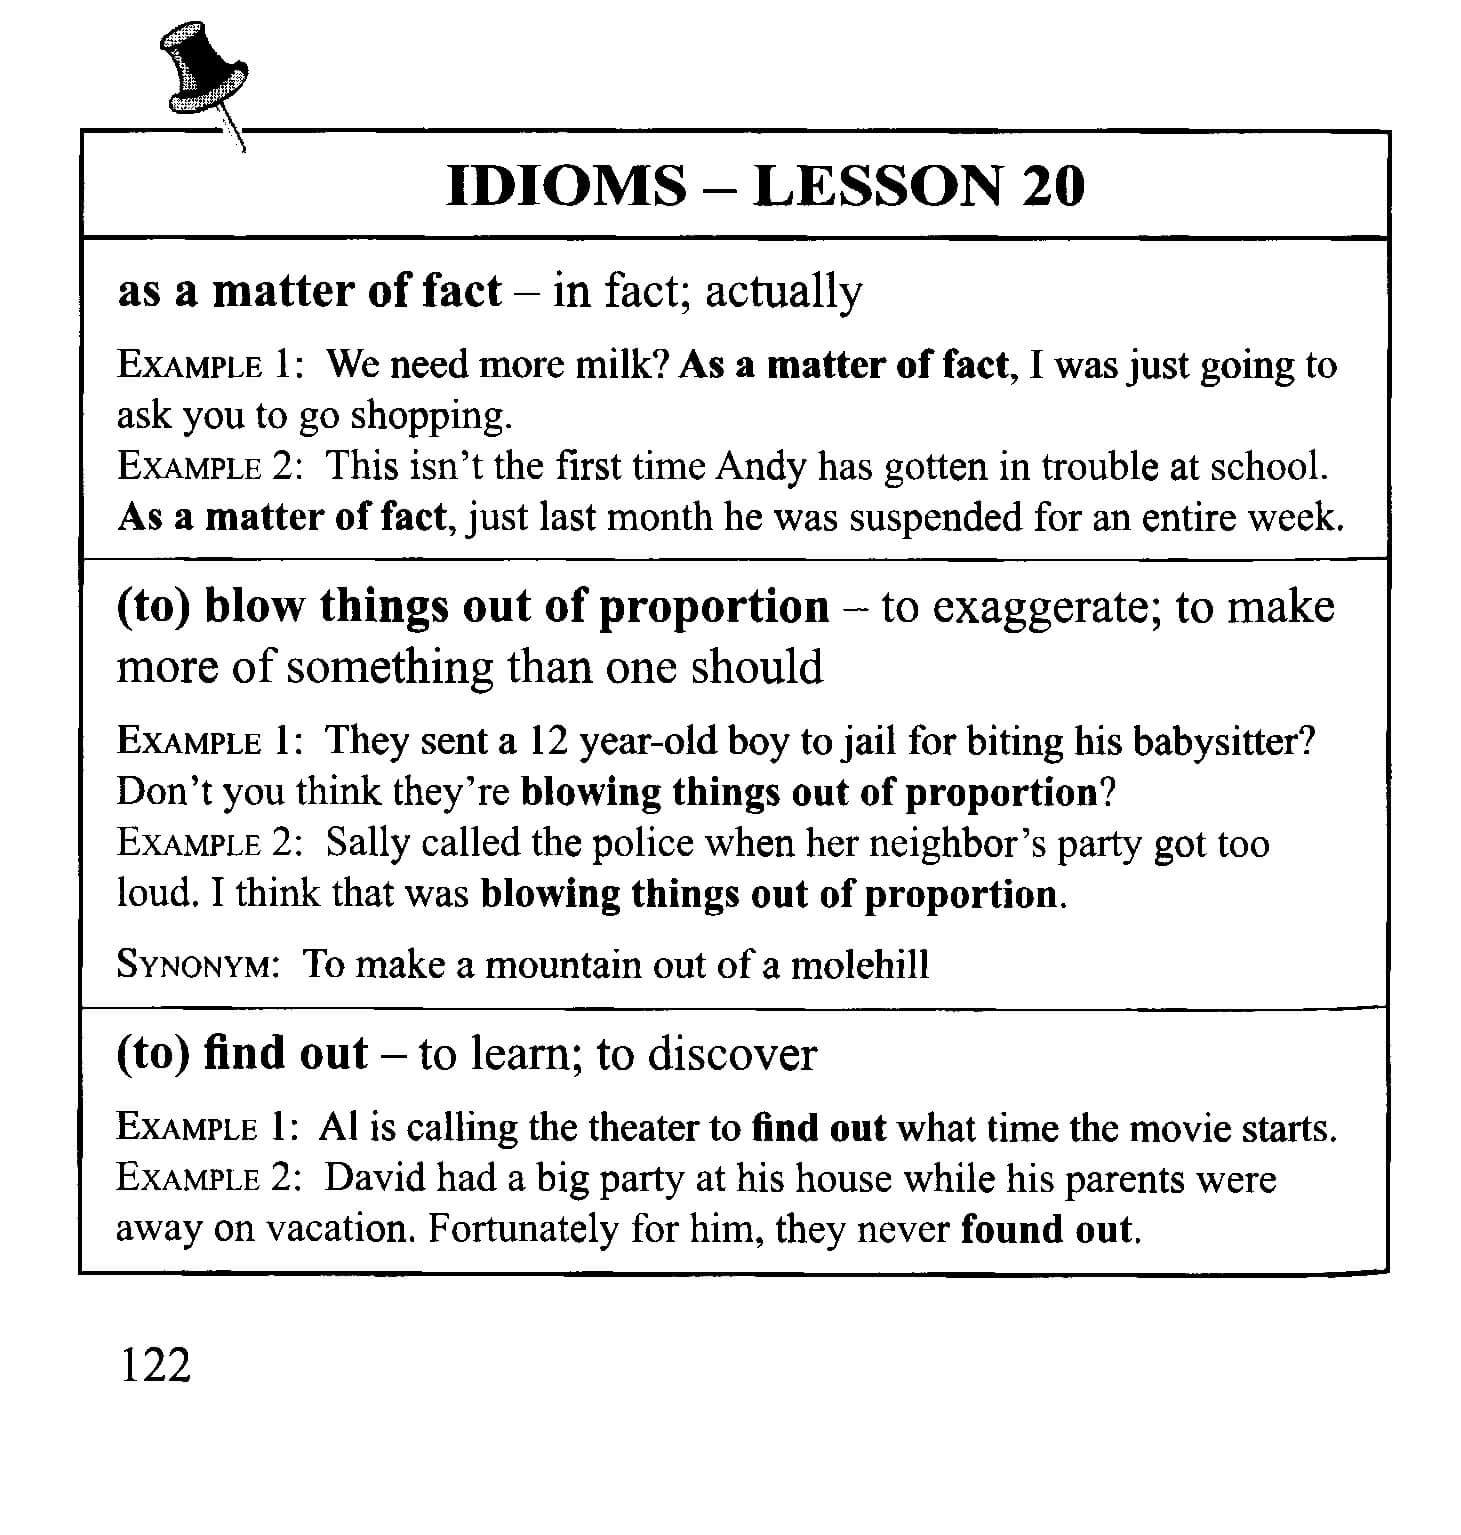 IDIOMS – LESSON 20
as a matter of fact – in fact; actually
EXAMPLE 1: We need more milk? As a matter of fact, I was just going to
ask you to go shopping.
EXAMPLE 2: This isn't the first time Andy has gotten in trouble at school.
As a matter of fact, just last month he was suspended for an entire week.
(to) blow things out of proportion – to exaggerate; to make
more of something than one should
EXAMPLE 1: They sent a 12 year-old boy to jail for biting his babysitter?
Don't you think they're blowing things out of proportion?
EXAMPLE 2: Sally called the police when her neighbor's party got too
loud. I think that was blowing things out of proportion.
SYNONYM: To make a mountain out of a molehill
(to) find out – to learn; to discover
EXAMPLE 1: Al is calling the theater to find out what time the movie starts.
EXAMPLE 2: David had a big party at his house while his parents were
away on vacation. Fortunately for him, they never found out.
122